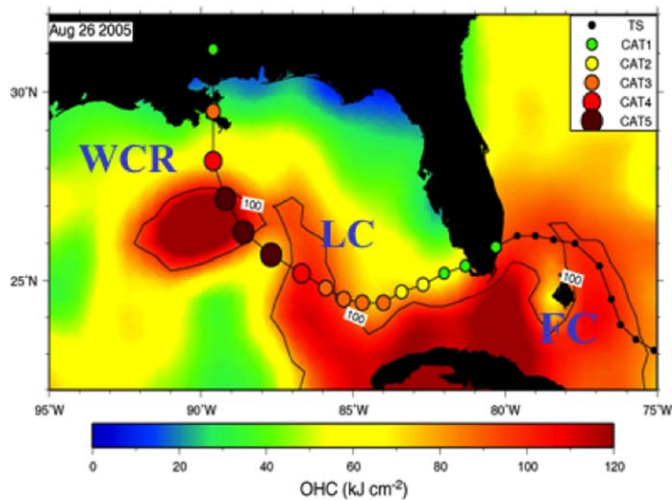 Aug 26 2005
TS
CAT1
CAT2
CAT3
CAT4
CAT5
30°N
WCR
100
LC
25°N
100
100
FC
95°W
90°W
85°W
80°W
75°W
0
20
40
60
80
100
120
OHC (kJ cm⁻²)